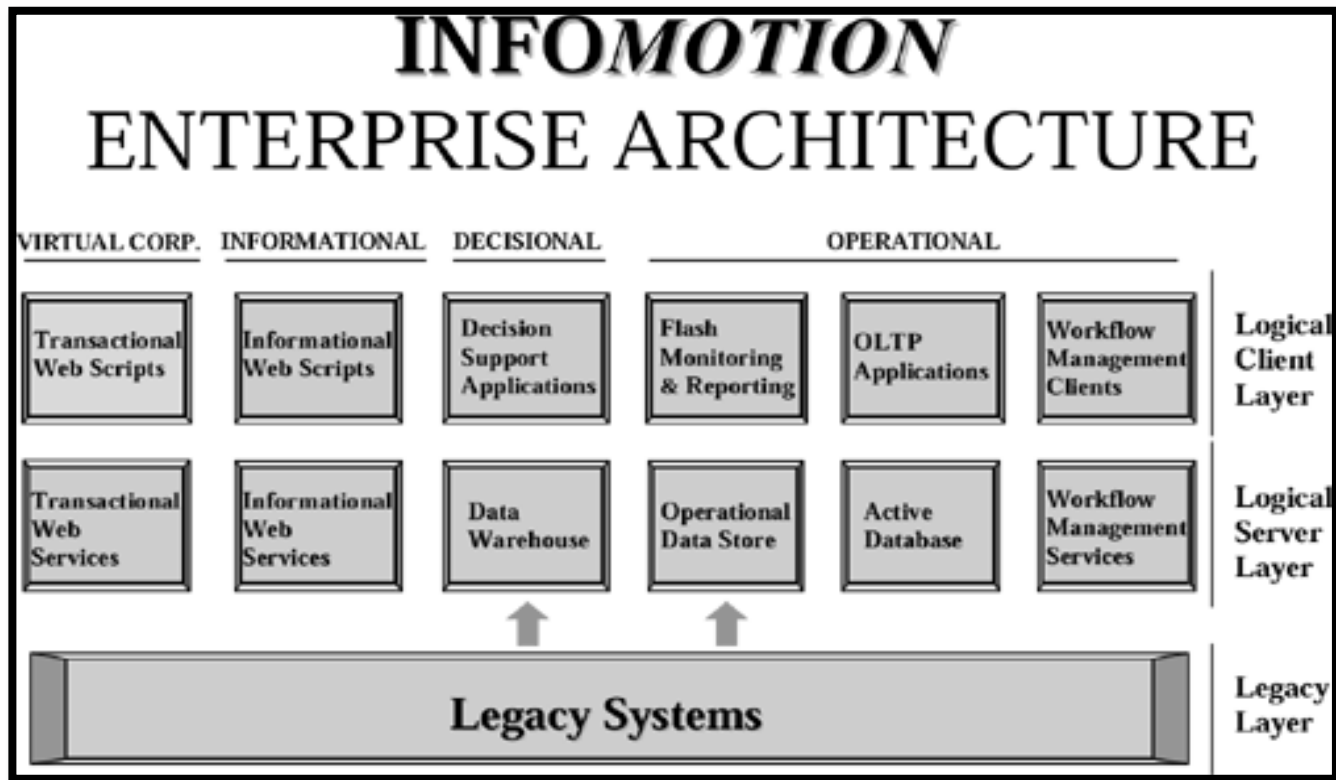 INFOMOTION
ENTERPRISE ARCHITECTURE
VIRTUAL CORP.
INFORMATIONAL
DECISIONAL
OPERATIONAL
Transactional
Web Scripts
Informational
Web Scripts
Decision
Support
Applications
Flash
Monitoring
& Reporting
OLTP
Applications
Workflow
Management
Clients
Logical
Client
Layer
Transactional
Web
Services
Informational
Web
Services
Data
Warehouse
Operational
Data Store
Active
Database
Workflow
Management
Services
Logical
Server
Layer
Legacy Systems
Legacy
Layer